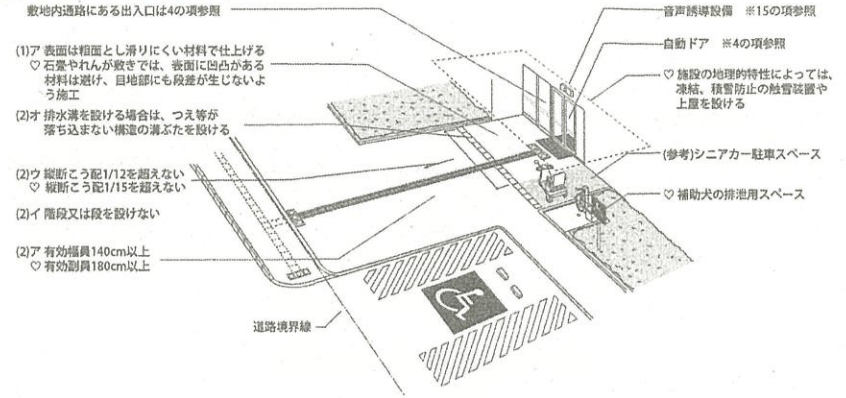 敷地内通路にある出入口は4の項参照
(1)ア 表面は粗面とし滑りにくい材料で仕上げる
♡ 石畳やれんが敷きでは、表面に凹凸がある
材料は避け、目地部にも段差が生じないよ
う施工
(2)オ 排水溝を設ける場合は、つえ等が
落ち込まない構造の溝ぶたを設ける
(2)ウ 縦断こう配1/12を超えない
♡ 縦断こう配1/15を超えない
(2)イ 階段又は段を設けない
(2)ア 有効幅員140cm以上
♡ 有効副員180cm以上
道路境界線
音声誘導設備 ※15の項参照
自動ドア ※4の項参照
♡ 施設の地理的特性によっては、
凍結、積雪防止の融雪装置や
上屋を設ける
(参考)シニアカー駐車スペース
♡ 補助犬の排泄用スペース